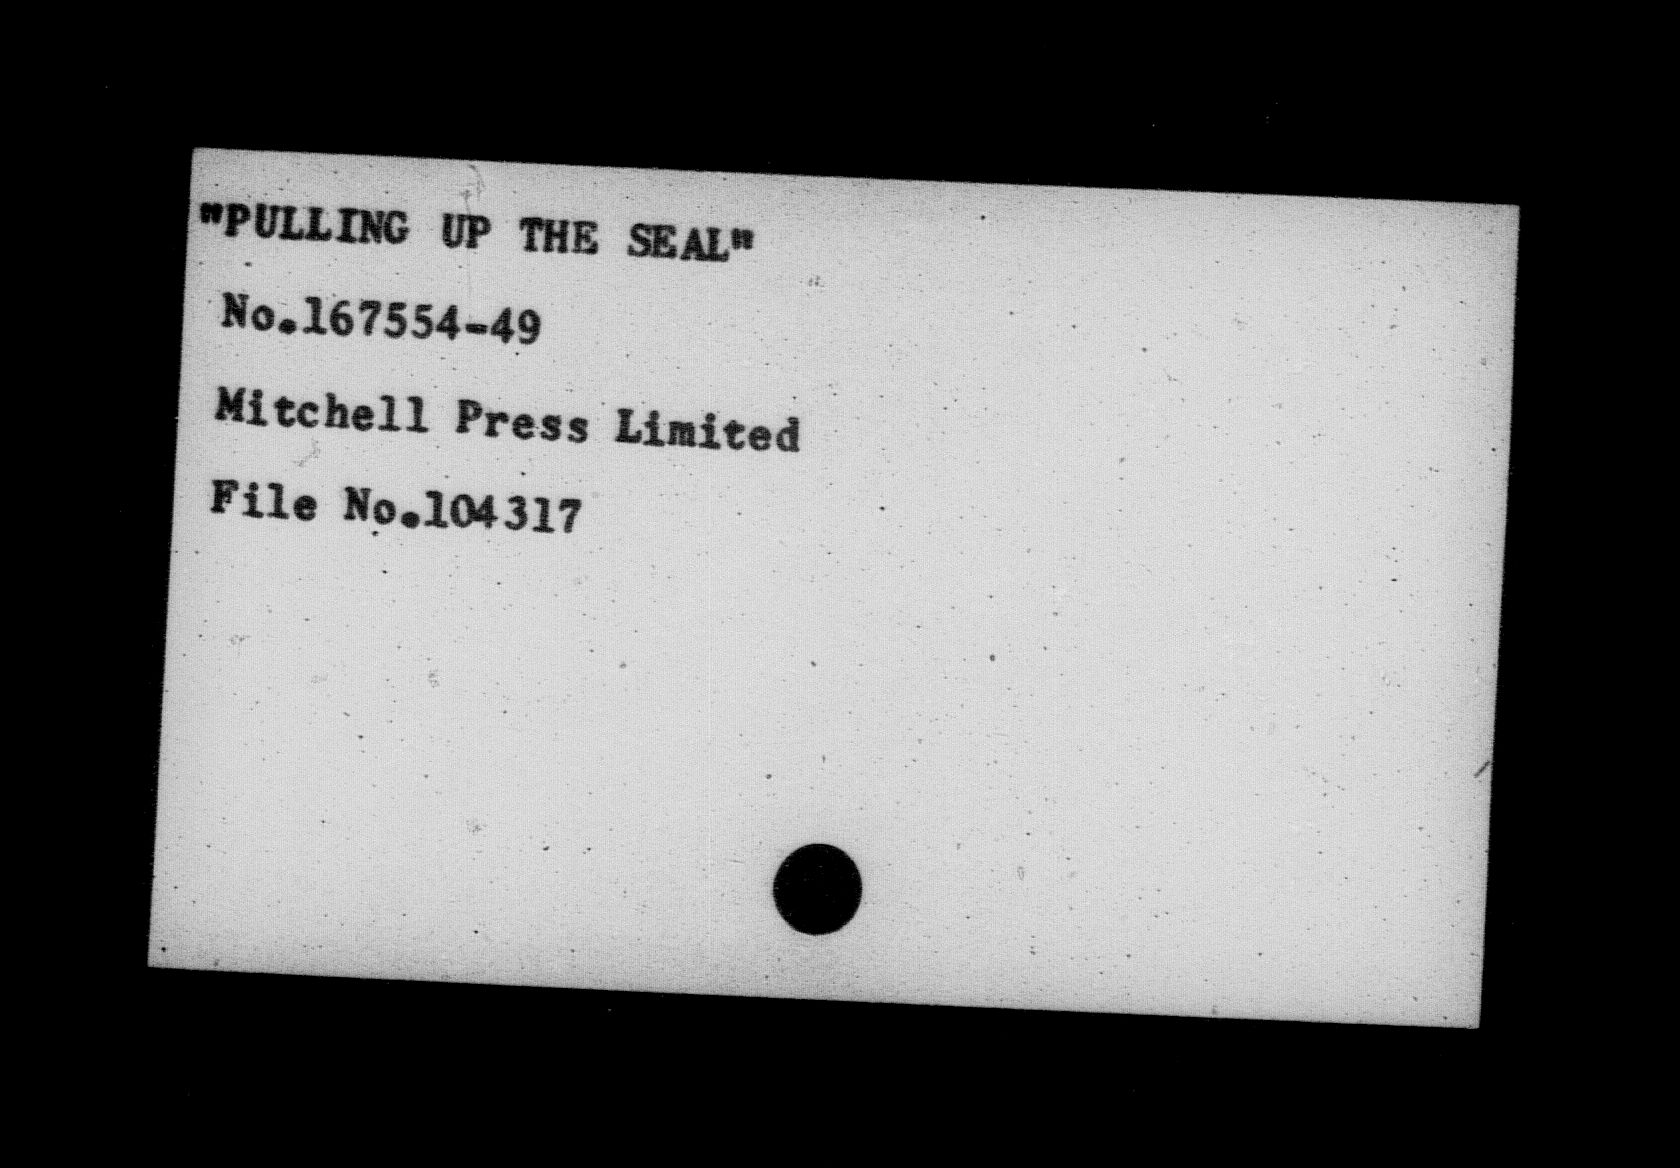 "PULLING UP THE SEAL"
No.167554-49
Mitchell Press Limited
File No.104317